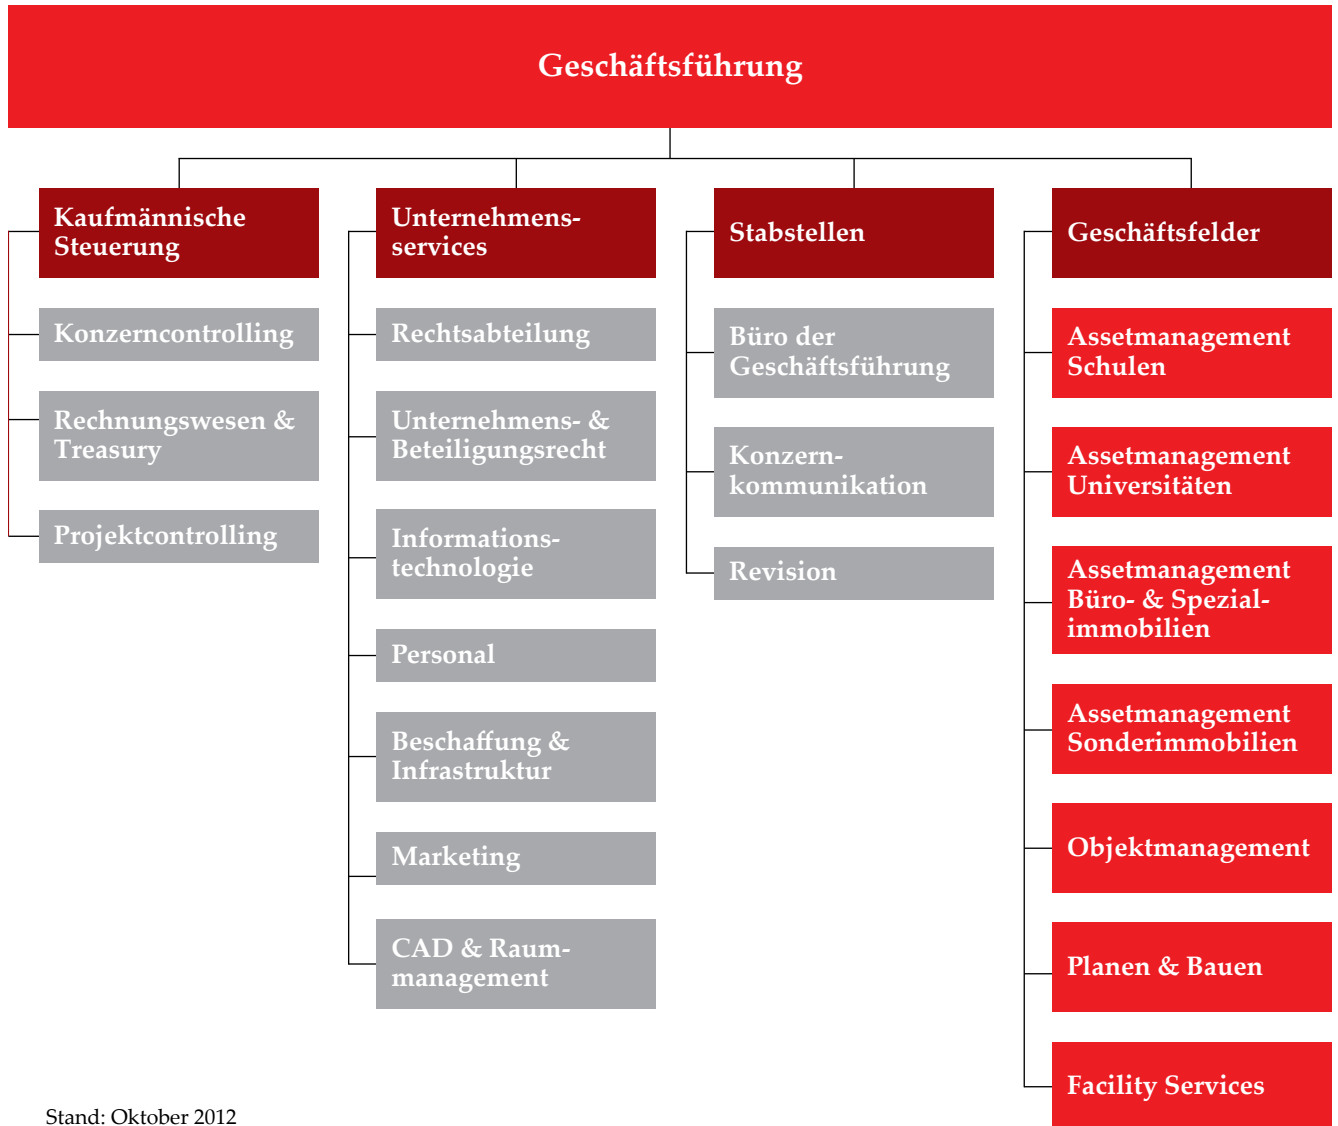 Geschäftsführung
Kaufmännische
Steuerung
Konzerncontrolling
Rechnungswesen &
Treasury
Projektcontrolling
Unternehmens-
services
Rechtsabteilung
Unternehmens- &
Beteiligungsrecht
Informations-
technologie
Personal
Beschaffung &
Infrastruktur
Marketing
CAD & Raum-
management
Stabstellen
Büro der
Geschäftsführung
Konzern-
kommunikation
Revision
Geschäftsfelder
Assetmanagement
Schulen
Assetmanagement
Universitäten
Assetmanagement
Büro- & Spezial-
immobilien
Assetmanagement
Sonderimmobilien
Objektmanagement
Planen & Bauen
Facility Services
Stand: Oktober 2012